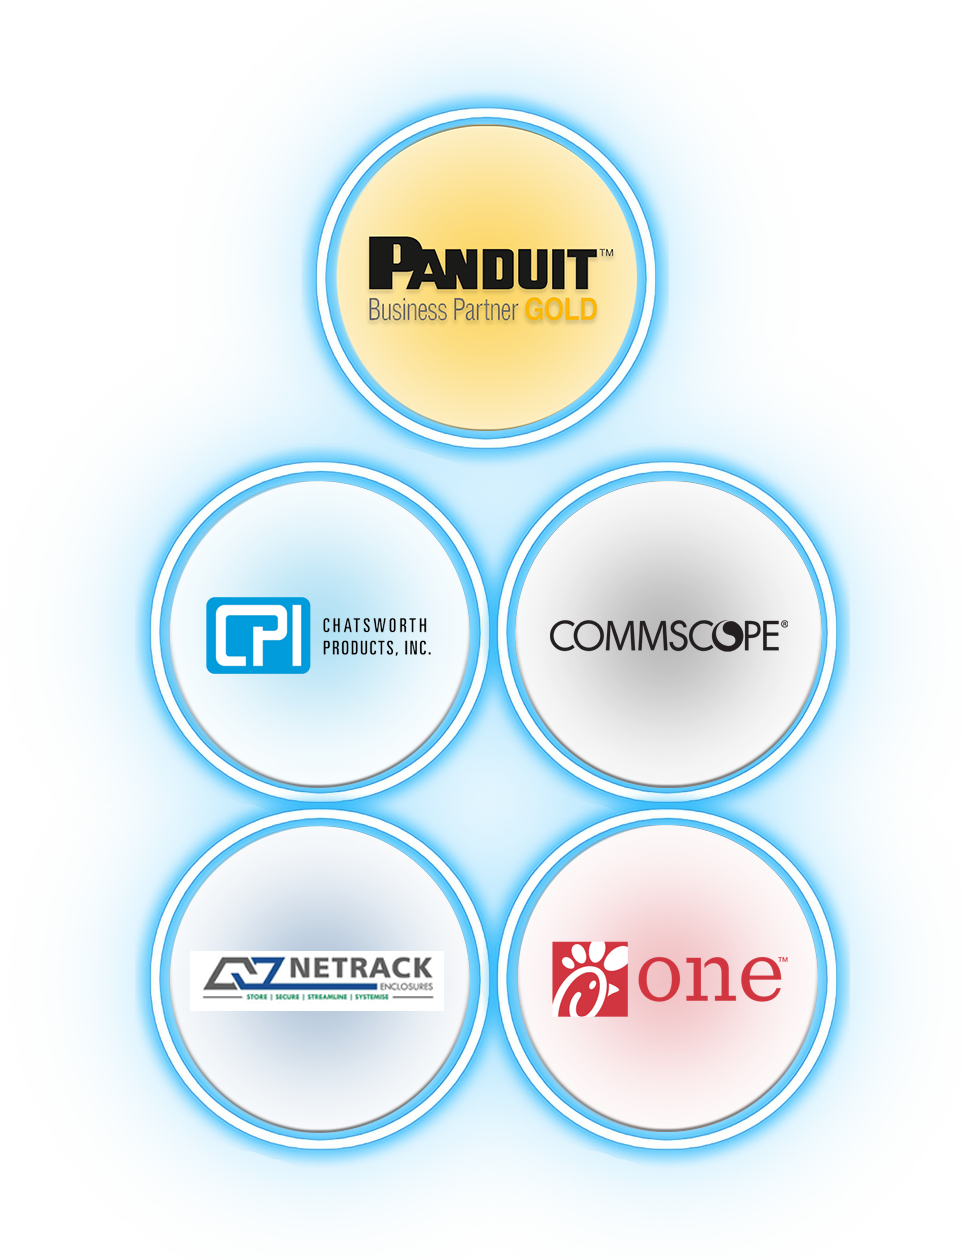 PANDUIT™
Business Partner GOLD
CPI
CHATSWORTH
PRODUCTS, INC.
COMMSCOPE®
NETRACK
ENCLOSURES
STORE | SECURE | STREAMLINE | SYSTEMISE
one™